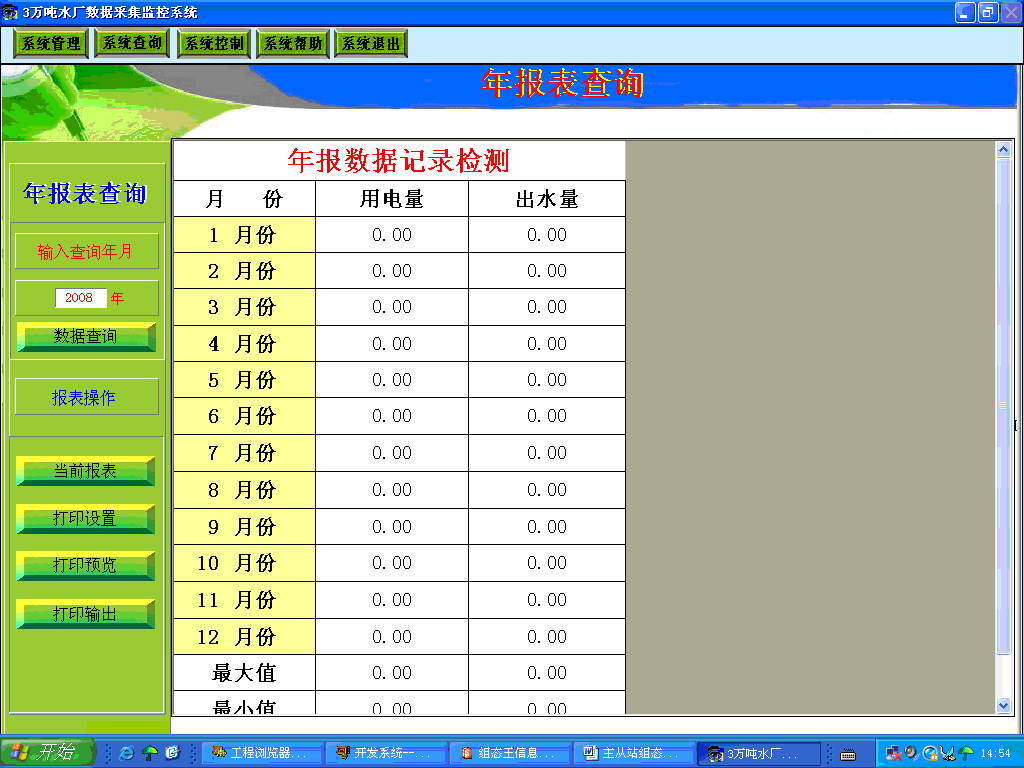 3万吨水厂数据采集监控系统
系统管理 系统查询 系统控制 系统帮助 系统退出
年报表查询
年报表查询
输入查询年月
2008 年
数据查询
报表操作
当前报表
打印设置
打印预览
打印输出
年报数据记录检测
月 份 用电量 出水量
1 月份 0.00 0.00
2 月份 0.00 0.00
3 月份 0.00 0.00
4 月份 0.00 0.00
5 月份 0.00 0.00
6 月份 0.00 0.00
7 月份 0.00 0.00
8 月份 0.00 0.00
9 月份 0.00 0.00
10 月份 0.00 0.00
11 月份 0.00 0.00
12 月份 0.00 0.00
最大值 0.00 0.00
最小值 0.00 0.00
开始 工程浏览器... 开发系统--... 组态王信息... 主从站组态... 3万吨水厂... 14:54